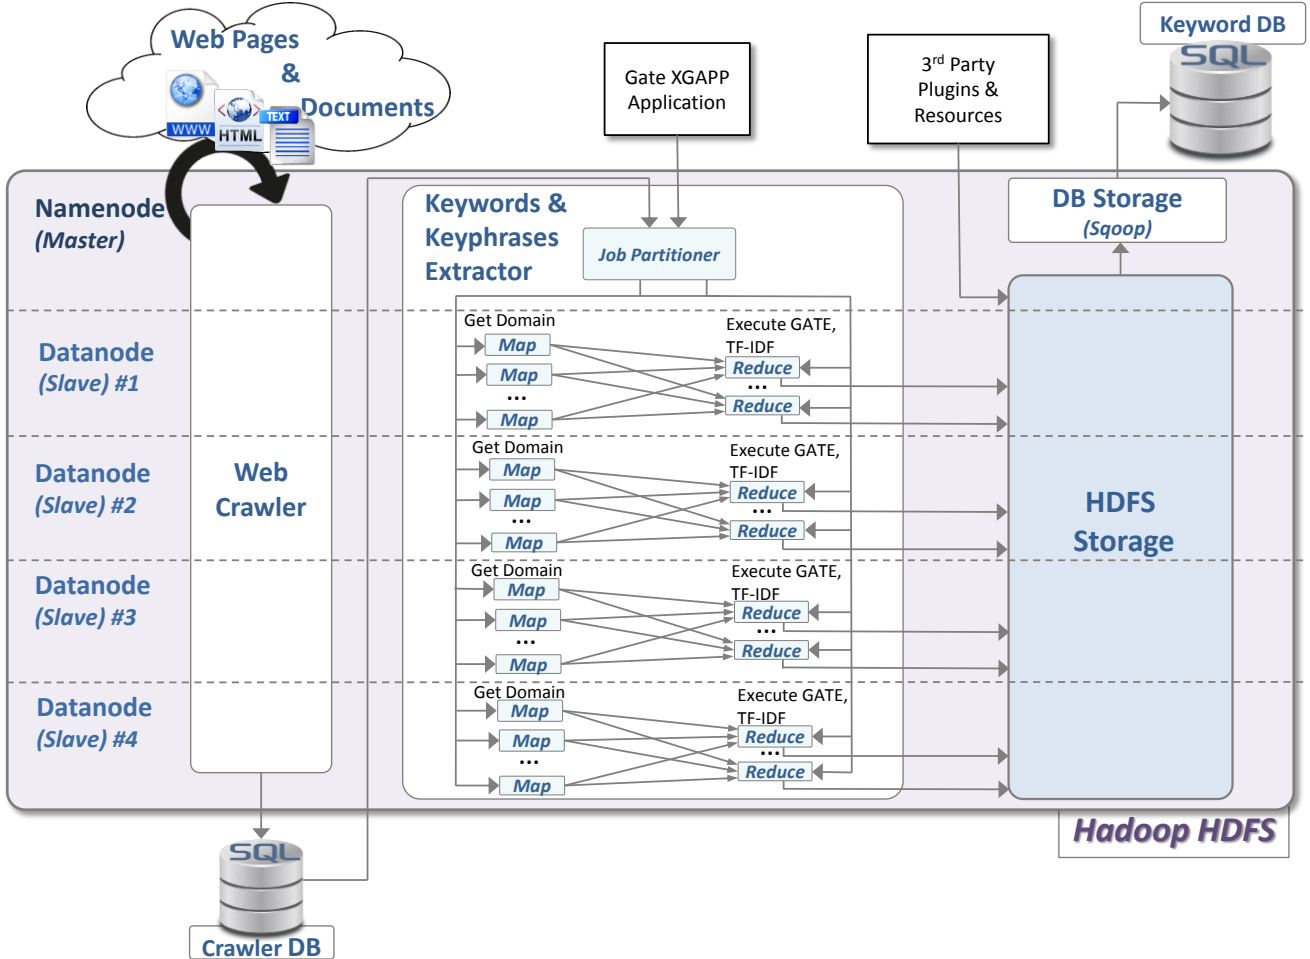 Web Pages
&
Documents
WWW
HTML
TEXT
Gate XGAPP
Application
3rd Party
Plugins &
Resources
Keyword DB
SQL
Namenode
(Master)
Keywords &
Keyphrases
Extractor
Job Partitioner
DB Storage
(Sqoop)
Datanode
(Slave) #1
Get Domain
Map
Map
...
Map
Execute GATE,
TF-IDF
Reduce
...
Reduce
Datanode
(Slave) #2
Get Domain
Map
Map
...
Map
Execute GATE,
TF-IDF
Reduce
...
Reduce
Web
Crawler
HDFS
Storage
Datanode
(Slave) #3
Get Domain
Map
Map
...
Map
Execute GATE,
TF-IDF
Reduce
...
Reduce
Datanode
(Slave) #4
Get Domain
Map
Map
...
Map
Execute GATE,
TF-IDF
Reduce
...
Reduce
Hadoop HDFS
SQL
Crawler DB